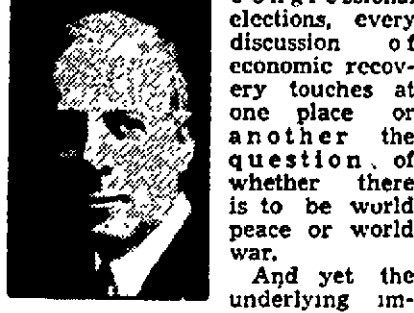 elections, every
discussion of
economic recov-
ery touches at
one place or
another the
question of
whether there
is to be world
peace or world
war.
And yet the
underlying im-